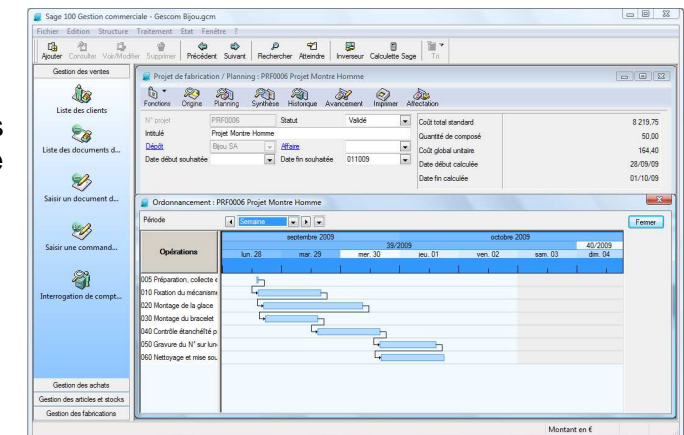 Sage 100 Gestion commerciale - Gescom Bijou.gcm
Fichier Edition Structure Traitement Etat Fenêtre ?
Ajouter Consulter Voir/Modifier Supprimer Précédent Suivant Rechercher Atteindre Inverseur Calculette Sage Tri
Gestion des ventes
Liste des clients
Liste des documents d...
Saisir un document d...
Saisir une command...
Interrogation de compt...
Gestion des achats
Gestion des articles et stocks
Gestion des fabrications
Projet de fabrication / Planning : PRF0006 Projet Montre Homme
Fonctions Origine Planning Synthèse Historique Avancement Imprimer Affectation
N° projet PRF0006 Statut Validé
Intitulé Projet Montre Homme
Dépôt Bijou SA Affaire
Date début souhaitée Date fin souhaitée 011009
Coût total standard 8 219,75
Quantité de composé 50,00
Coût global unitaire 164,40
Date début calculée 28/09/09
Date fin calculée 01/10/09
Ordonnancement : PRF0006 Projet Montre Homme
Période Semaine Fermer
septembre 2009 octobre 2009
39/2009 40/2009
Opérations lun. 28 mar. 29 mer. 30 jeu. 01 ven. 02 sam. 03 dim. 04
005 Préparation, collecte e
010 Fixation du mécanisme
020 Montage de la glace
030 Montage du bracelet
040 Contrôle étanchéité p
050 Gravure du N° sur lun
060 Nettoyage et mise sou
Montant en €
s
e